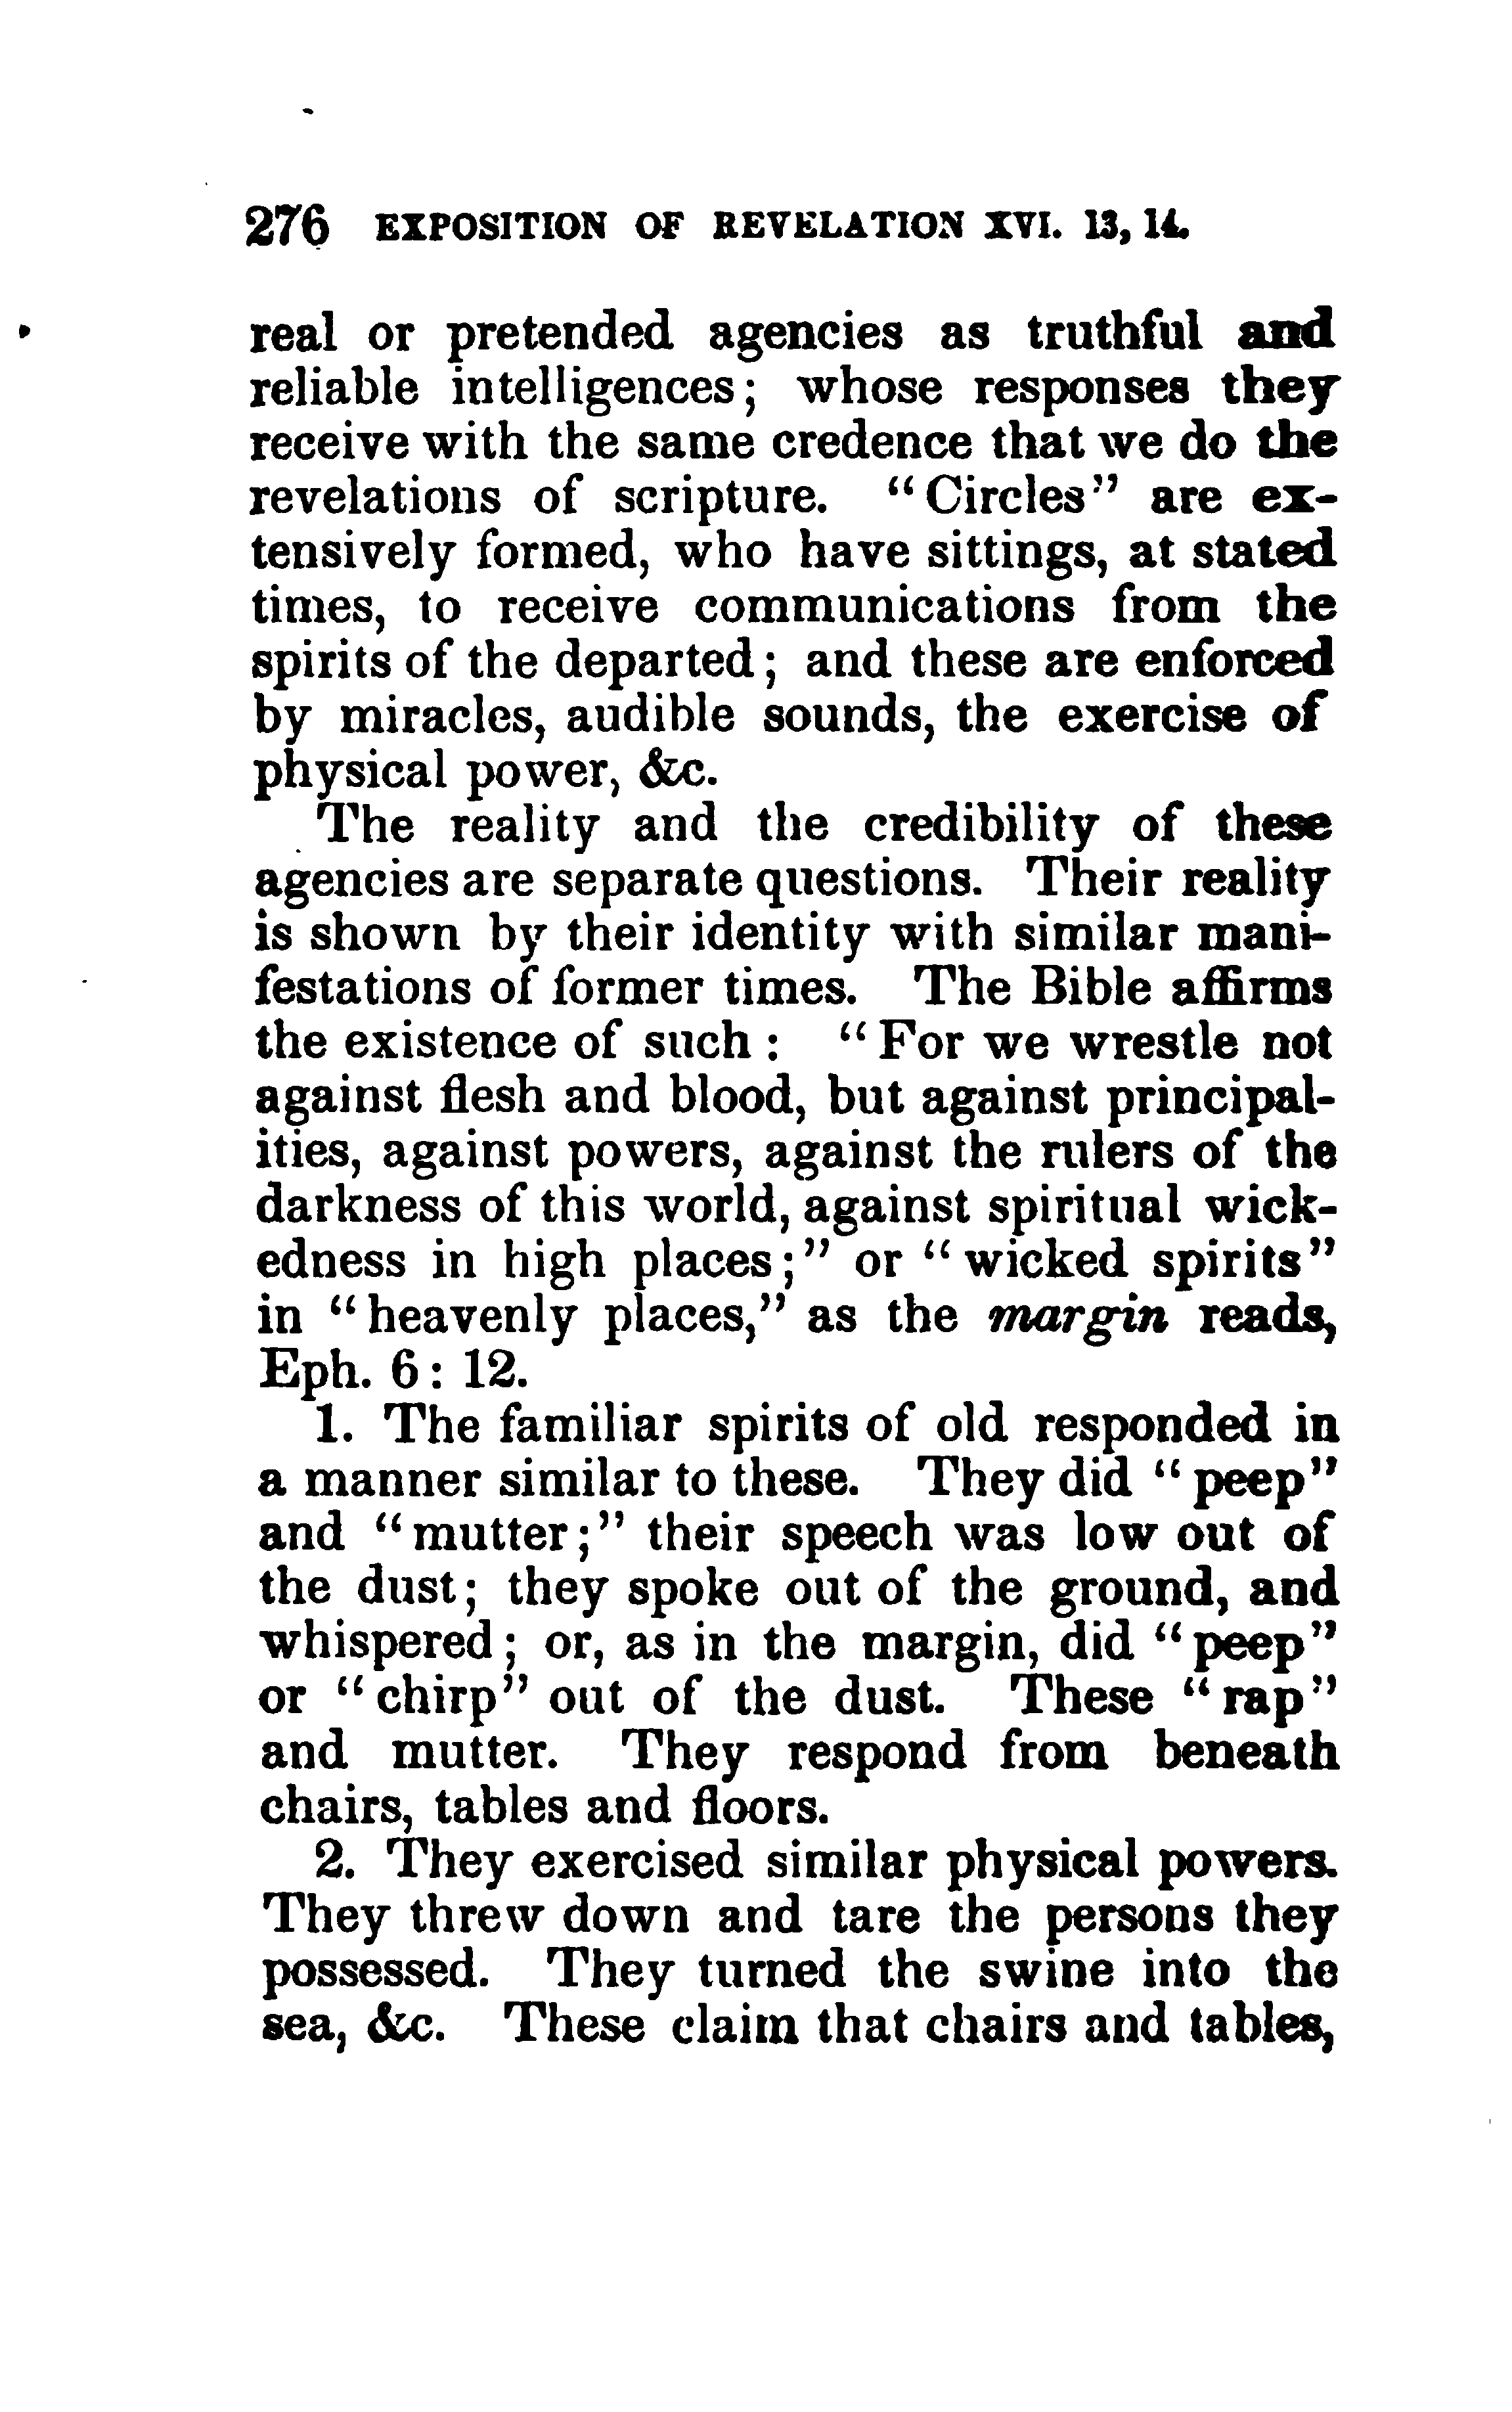 276 EXPOSITION OF REVELATION XVI. 13, 14.
real or pretended agencies as truthful and
reliable intelligences; whose responses they
receive with the same credence that we do the
revelations of scripture. "Circles" are ex-
tensively formed, who have sittings, at stated
times, to receive communications from the
spirits of the departed; and these are enforced
by miracles, audible sounds, the exercise of
physical power, &c.
The reality and the credibility of these
agencies are separate questions. Their reality
is shown by their identity with similar mani-
festations of former times. The Bible affirms
the existence of such: "For we wrestle not
against flesh and blood, but against principal-
ities, against powers, against the rulers of the
darkness of this world, against spiritual wick-
edness in high places;" or "wicked spirits"
in "heavenly places," as the margin reads,
Eph. 6: 12.
1. The familiar spirits of old responded in
a manner similar to these. They did "peep"
and "mutter;" their speech was low out of
the dust; they spoke out of the ground, and
whispered; or, as in the margin, did "peep"
or "chirp" out of the dust. These "rap"
and mutter. They respond from beneath
chairs, tables and floors.
2. They exercised similar physical powers.
They threw down and tare the persons they
possessed. They turned the swine into the
sea, &c. These claim that chairs and tables,